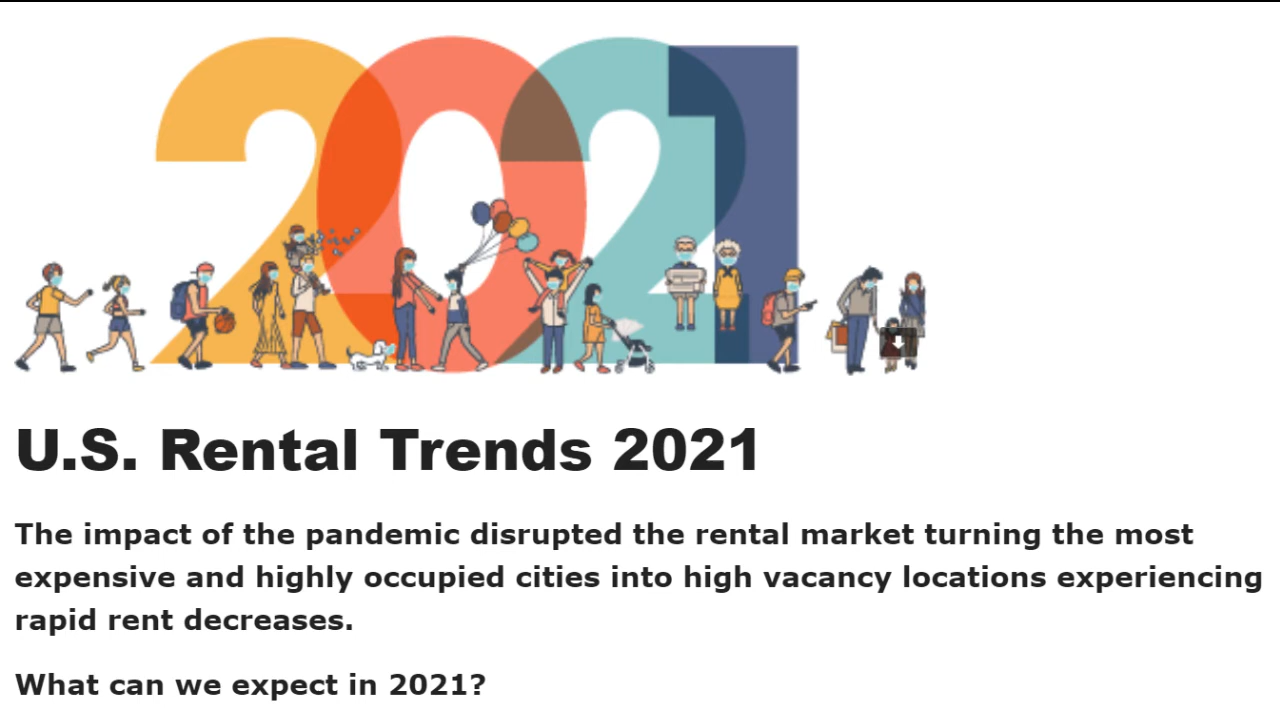 2021
U.S. Rental Trends 2021
The impact of the pandemic disrupted the rental market turning the most
expensive and highly occupied cities into high vacancy locations experiencing
rapid rent decreases.
What can we expect in 2021?